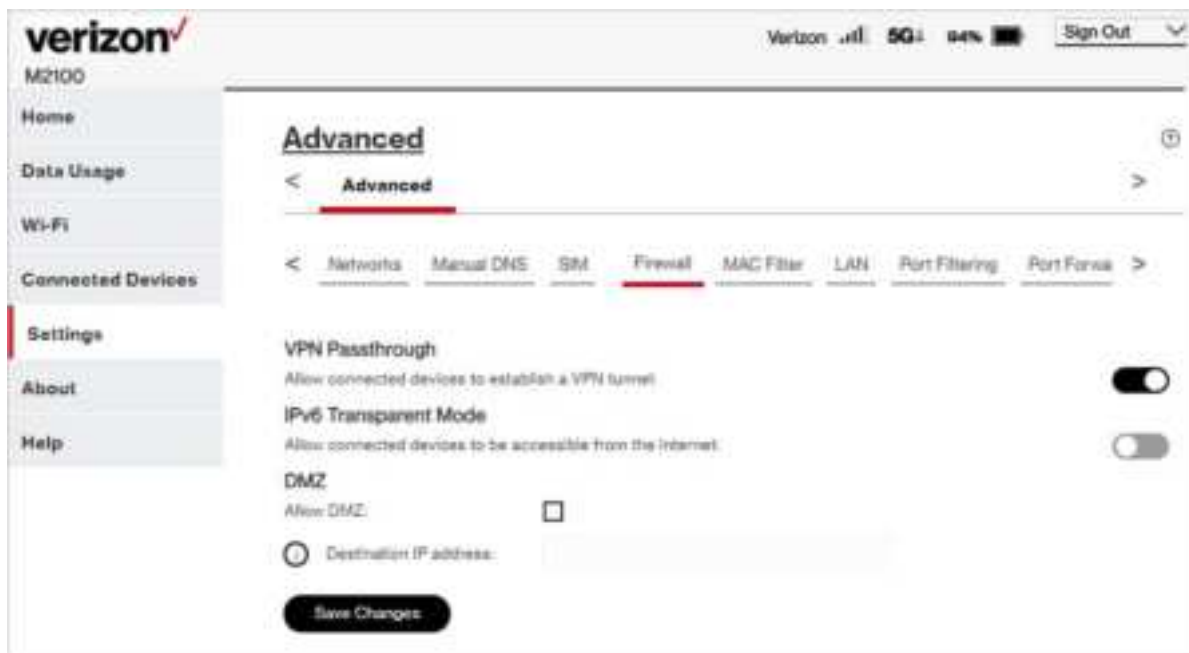 verizon
Verizon 5G 94% Sign Out
M2100
Home
Data Usage
Wi-Fi
Connected Devices
Settings
About
Help
Advanced
< Advanced >
< Networks Manual DNS SIM Firewall MAC Filter LAN Port Filtering Port Forwa >
VPN Passthrough
Allow connected devices to establish a VPN tunnel
IPv6 Transparent Mode
Allow connected devices to be accessible from the Internet.
DMZ
Allow DMZ:
Destination IP address:
Save Changes